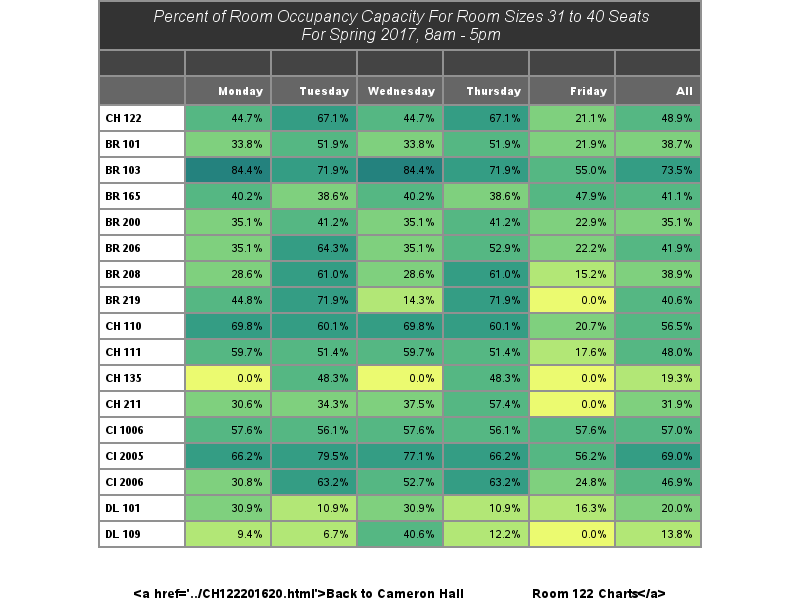 Percent of Room Occupancy Capacity For Room Sizes 31 to 40 Seats
For Spring 2017, 8am - 5pm
Monday Tuesday Wednesday Thursday Friday All
CH 122 44.7% 67.1% 44.7% 67.1% 21.1% 48.9%
BR 101 33.8% 51.9% 33.8% 51.9% 21.9% 38.7%
BR 103 84.4% 71.9% 84.4% 71.9% 55.0% 73.5%
BR 165 40.2% 38.6% 40.2% 38.6% 47.9% 41.1%
BR 200 35.1% 41.2% 35.1% 41.2% 22.9% 35.1%
BR 206 35.1% 64.3% 35.1% 52.9% 22.2% 41.9%
BR 208 28.6% 61.0% 28.6% 61.0% 15.2% 38.9%
BR 219 44.8% 71.9% 14.3% 71.9% 0.0% 40.6%
CH 110 69.8% 60.1% 69.8% 60.1% 20.7% 56.5%
CH 111 59.7% 51.4% 59.7% 51.4% 17.6% 48.0%
CH 135 0.0% 48.3% 0.0% 48.3% 0.0% 19.3%
CH 211 30.6% 34.3% 37.5% 57.4% 0.0% 31.9%
CI 1006 57.6% 56.1% 57.6% 56.1% 57.6% 57.0%
CI 2005 66.2% 79.5% 77.1% 66.2% 56.2% 69.0%
CI 2006 30.8% 63.2% 52.7% 63.2% 24.8% 46.9%
DL 101 30.9% 10.9% 30.9% 10.9% 16.3% 20.0%
DL 109 9.4% 6.7% 40.6% 12.2% 0.0% 13.8%
<a href='../CH122201620.html'>Back to Cameron Hall Room 122 Charts</a>